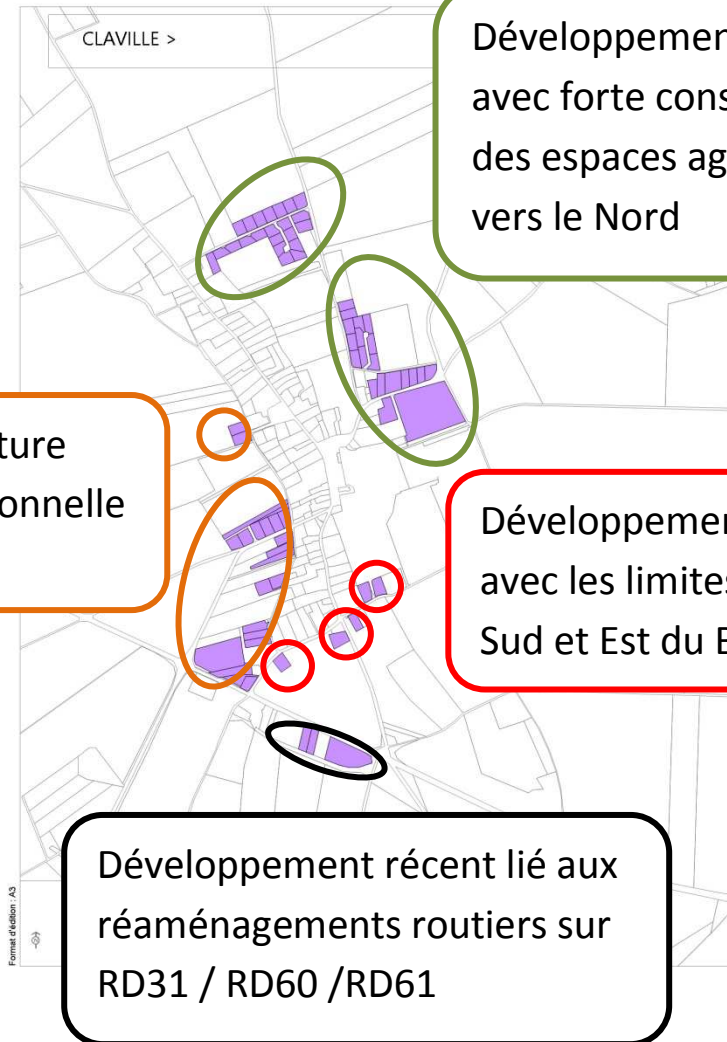 CLAVILLE >
Développemen
avec forte cons
des espaces ag
vers le Nord
ture
onnelle
Développemen
avec les limites
Sud et Est du B
Développement récent lié aux
réaménagements routiers sur
RD31 / RD60 /RD61
Format d'édition : A3